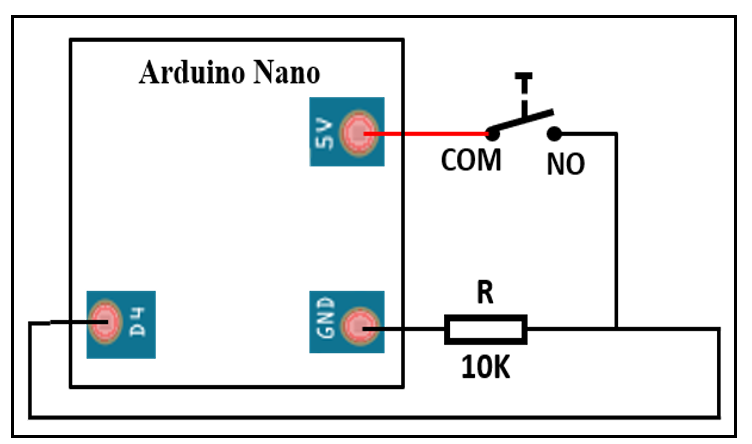 Arduino Nano
5V
COM
NO
D4
GND
R
10K